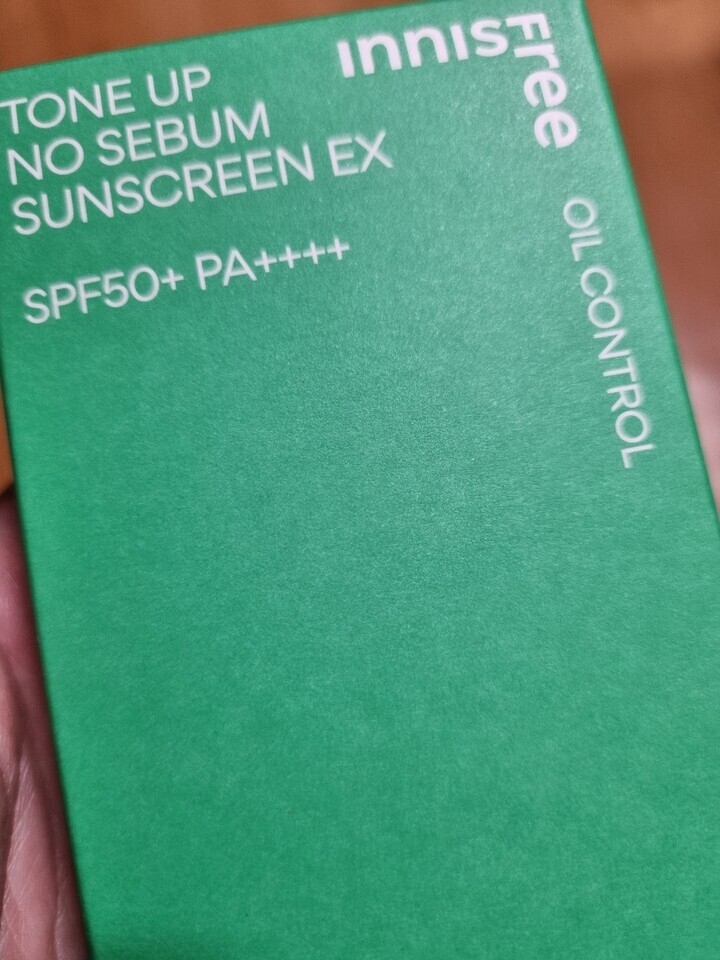 TONE UP
NO SEBUM
SUNSCREEN EX
SPF50+ PA++++
innisfree
OIL CONTROL